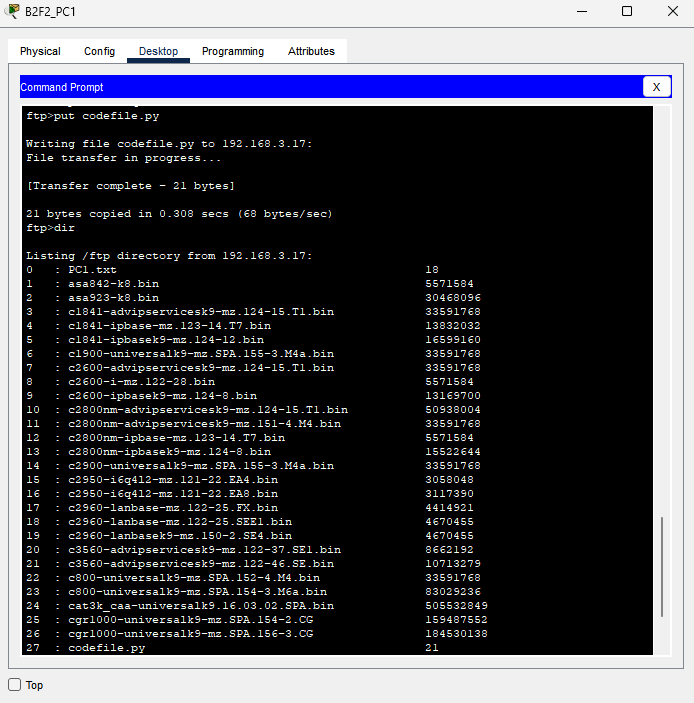 B2F2_PC1
Physical Config Desktop Programming Attributes
Command Prompt X
ftp>put codefile.py
Writing file codefile.py to 192.168.3.17:
File transfer in progress...
[Transfer complete - 21 bytes]
21 bytes copied in 0.308 secs (68 bytes/sec)
ftp>dir
Listing /ftp directory from 192.168.3.17:
0 : PC1.txt 18
1 : asa842-k8.bin 5571584
2 : asa923-k8.bin 30468096
3 : c1841-advipservicesk9-mz.124-15.T1.bin 33591768
4 : c1841-ipbase-mz.123-14.T7.bin 13832032
5 : c1841-ipbasek9-mz.124-12.bin 16599160
6 : c1900-universalk9-mz.SPA.155-3.M4a.bin 33591768
7 : c2600-advipservicesk9-mz.124-15.T1.bin 33591768
8 : c2600-i-mz.122-28.bin 5571584
9 : c2600-ipbasek9-mz.124-8.bin 13169700
10 : c2800nm-advipservicesk9-mz.124-15.T1.bin 50938004
11 : c2800nm-advipservicesk9-mz.151-4.M4.bin 33591768
12 : c2800nm-ipbase-mz.123-14.T7.bin 5571584
13 : c2800nm-ipbasek9-mz.124-8.bin 15522644
14 : c2900-universalk9-mz.SPA.155-3.M4a.bin 33591768
15 : c2950-i6q4l2-mz.121-22.EA4.bin 3058048
16 : c2950-i6q4l2-mz.121-22.EA8.bin 3117390
17 : c2960-lanbase-mz.122-25.FX.bin 4414921
18 : c2960-lanbase-mz.122-25.SEE1.bin 4670455
19 : c2960-lanbasek9-mz.150-2.SE4.bin 4670455
20 : c3560-advipservicesk9-mz.122-37.SE1.bin 8662192
21 : c3560-advipservicesk9-mz.122-46.SE.bin 10713279
22 : c800-universalk9-mz.SPA.152-4.M4.bin 33591768
23 : c800-universalk9-mz.SPA.154-3.M6a.bin 83029236
24 : cat3k_caa-universalk9.16.03.02.SPA.bin 505532849
25 : cgr1000-universalk9-mz.SPA.154-2.CG 159487552
26 : cgr1000-universalk9-mz.SPA.156-3.CG 184530138
27 : codefile.py 21
Top